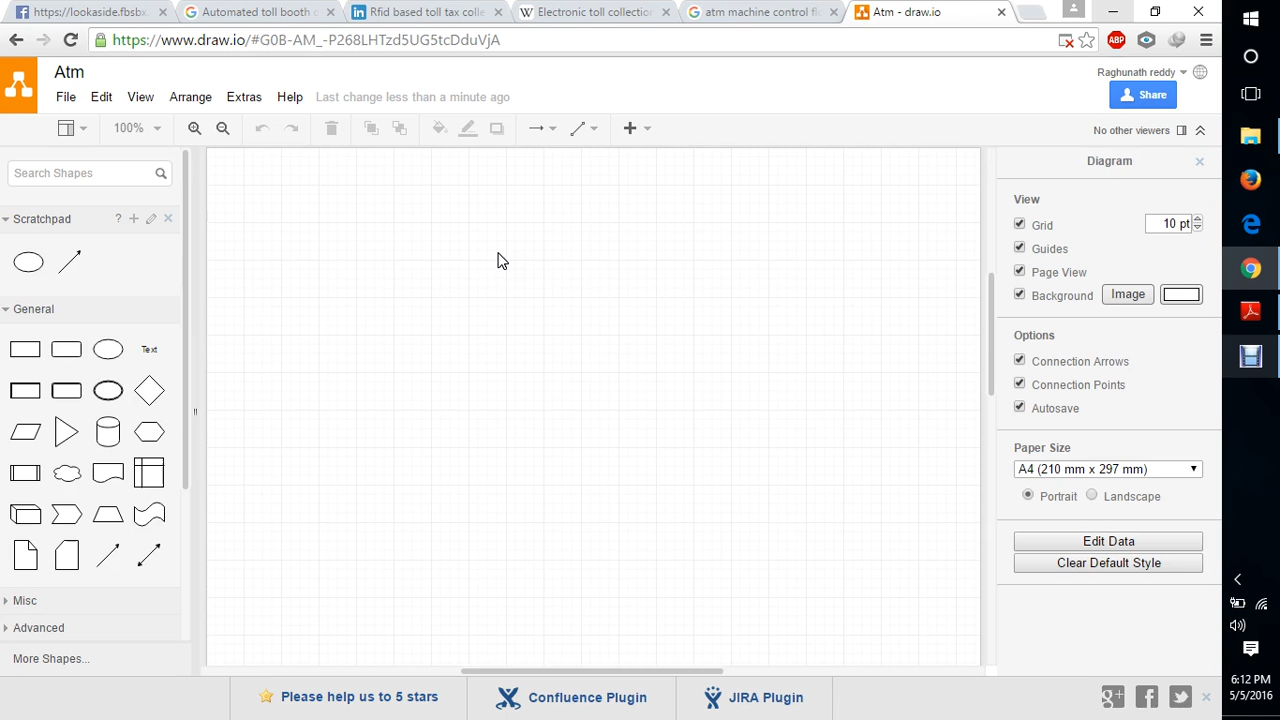 https://lookaside.fbsbx.
Automated toll booth c
Rfid based toll tax colle
Electronic toll collection
atm machine control flo
Atm - draw.io
https://www.draw.io/#G0B-AM_-P268LHTzd5UG5tcDduVjA
ABP
Atm
Raghunath reddy
File Edit View Arrange Extras Help Last change less than a minute ago
Share
100%
No other viewers
Search Shapes
Diagram
Scratchpad ?
View
Grid 10 pt
Guides
Page View
Background Image
General
Text
Options
Connection Arrows
Connection Points
Autosave
Paper Size
A4 (210 mm x 297 mm)
Portrait Landscape
Edit Data
Clear Default Style
Misc
Advanced
More Shapes...
Please help us to 5 stars
Confluence Plugin
JIRA Plugin
6:12 PM
5/5/2016